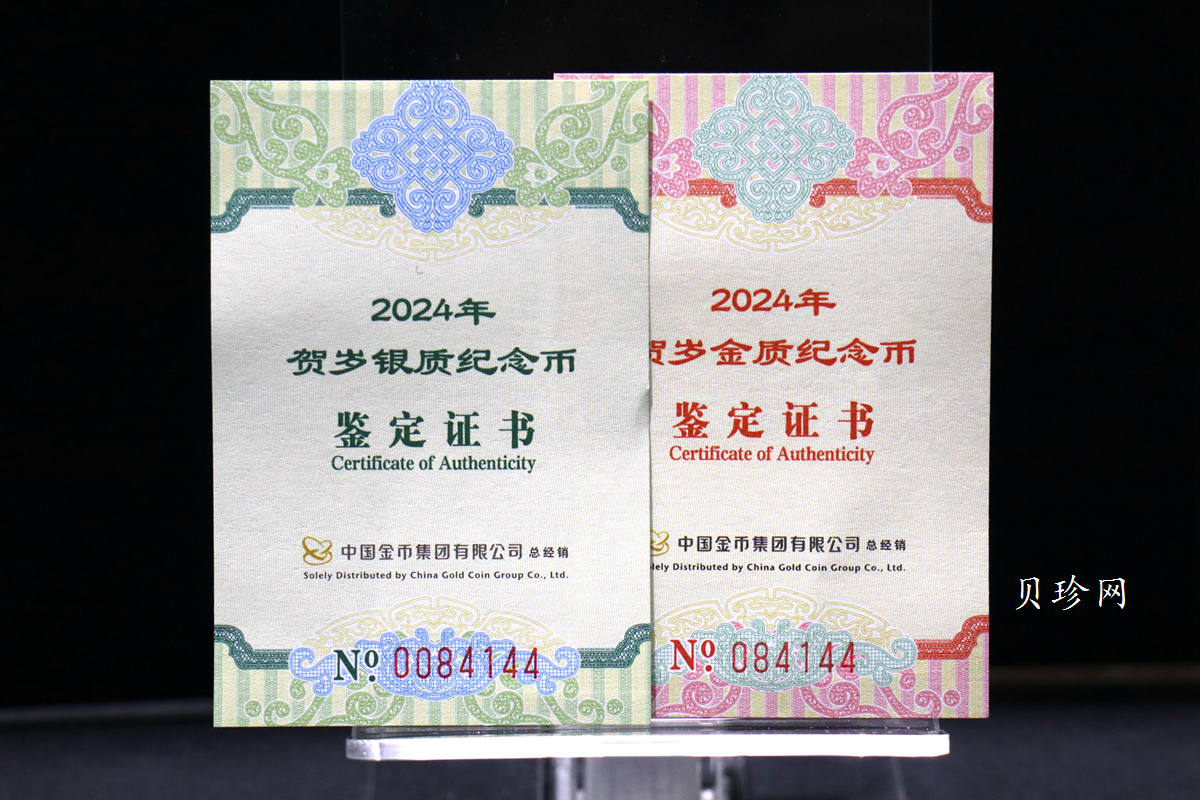 2024年
贺岁银质纪念币
鉴定证书
Certificate of Authenticity
中国金币集团有限公司 总经销
Solely Distributed by China Gold Coin Group Co., Ltd.
Nº. 0084144
2024年
贺岁金质纪念币
鉴定证书
Certificate of Authenticity
中国金币集团有限公司 总经销
Distributed by China Gold Coin Group Co., Ltd.
Nº. 084144
贝珍网